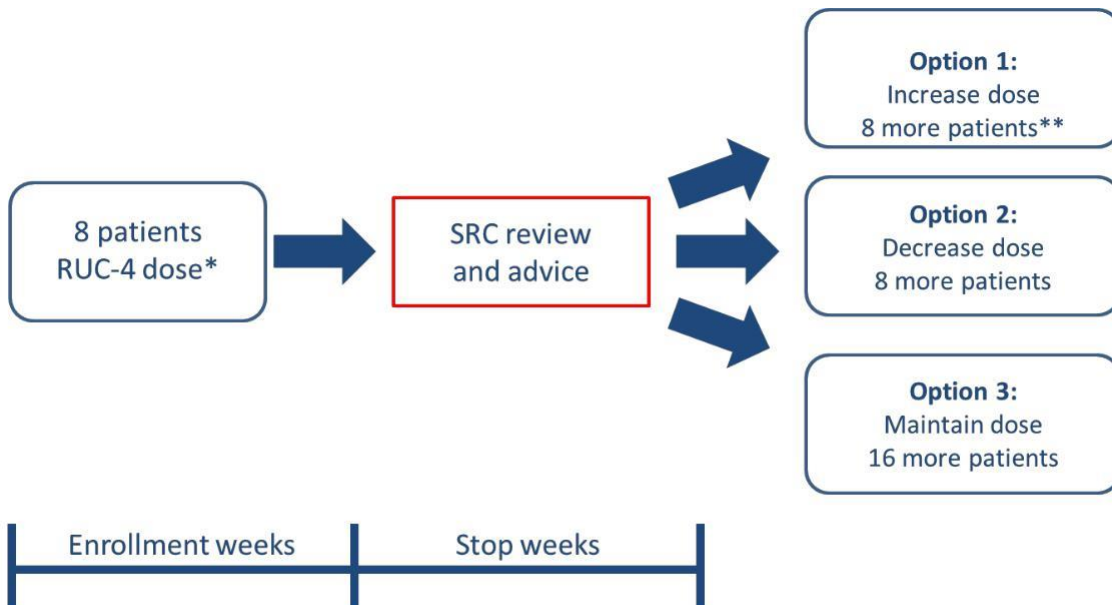 8 patients
RUC-4 dose*
SRC review
and advice
Option 1:
Increase dose
8 more patients**
Option 2:
Decrease dose
8 more patients
Option 3:
Maintain dose
16 more patients
Enrollment weeks
Stop weeks